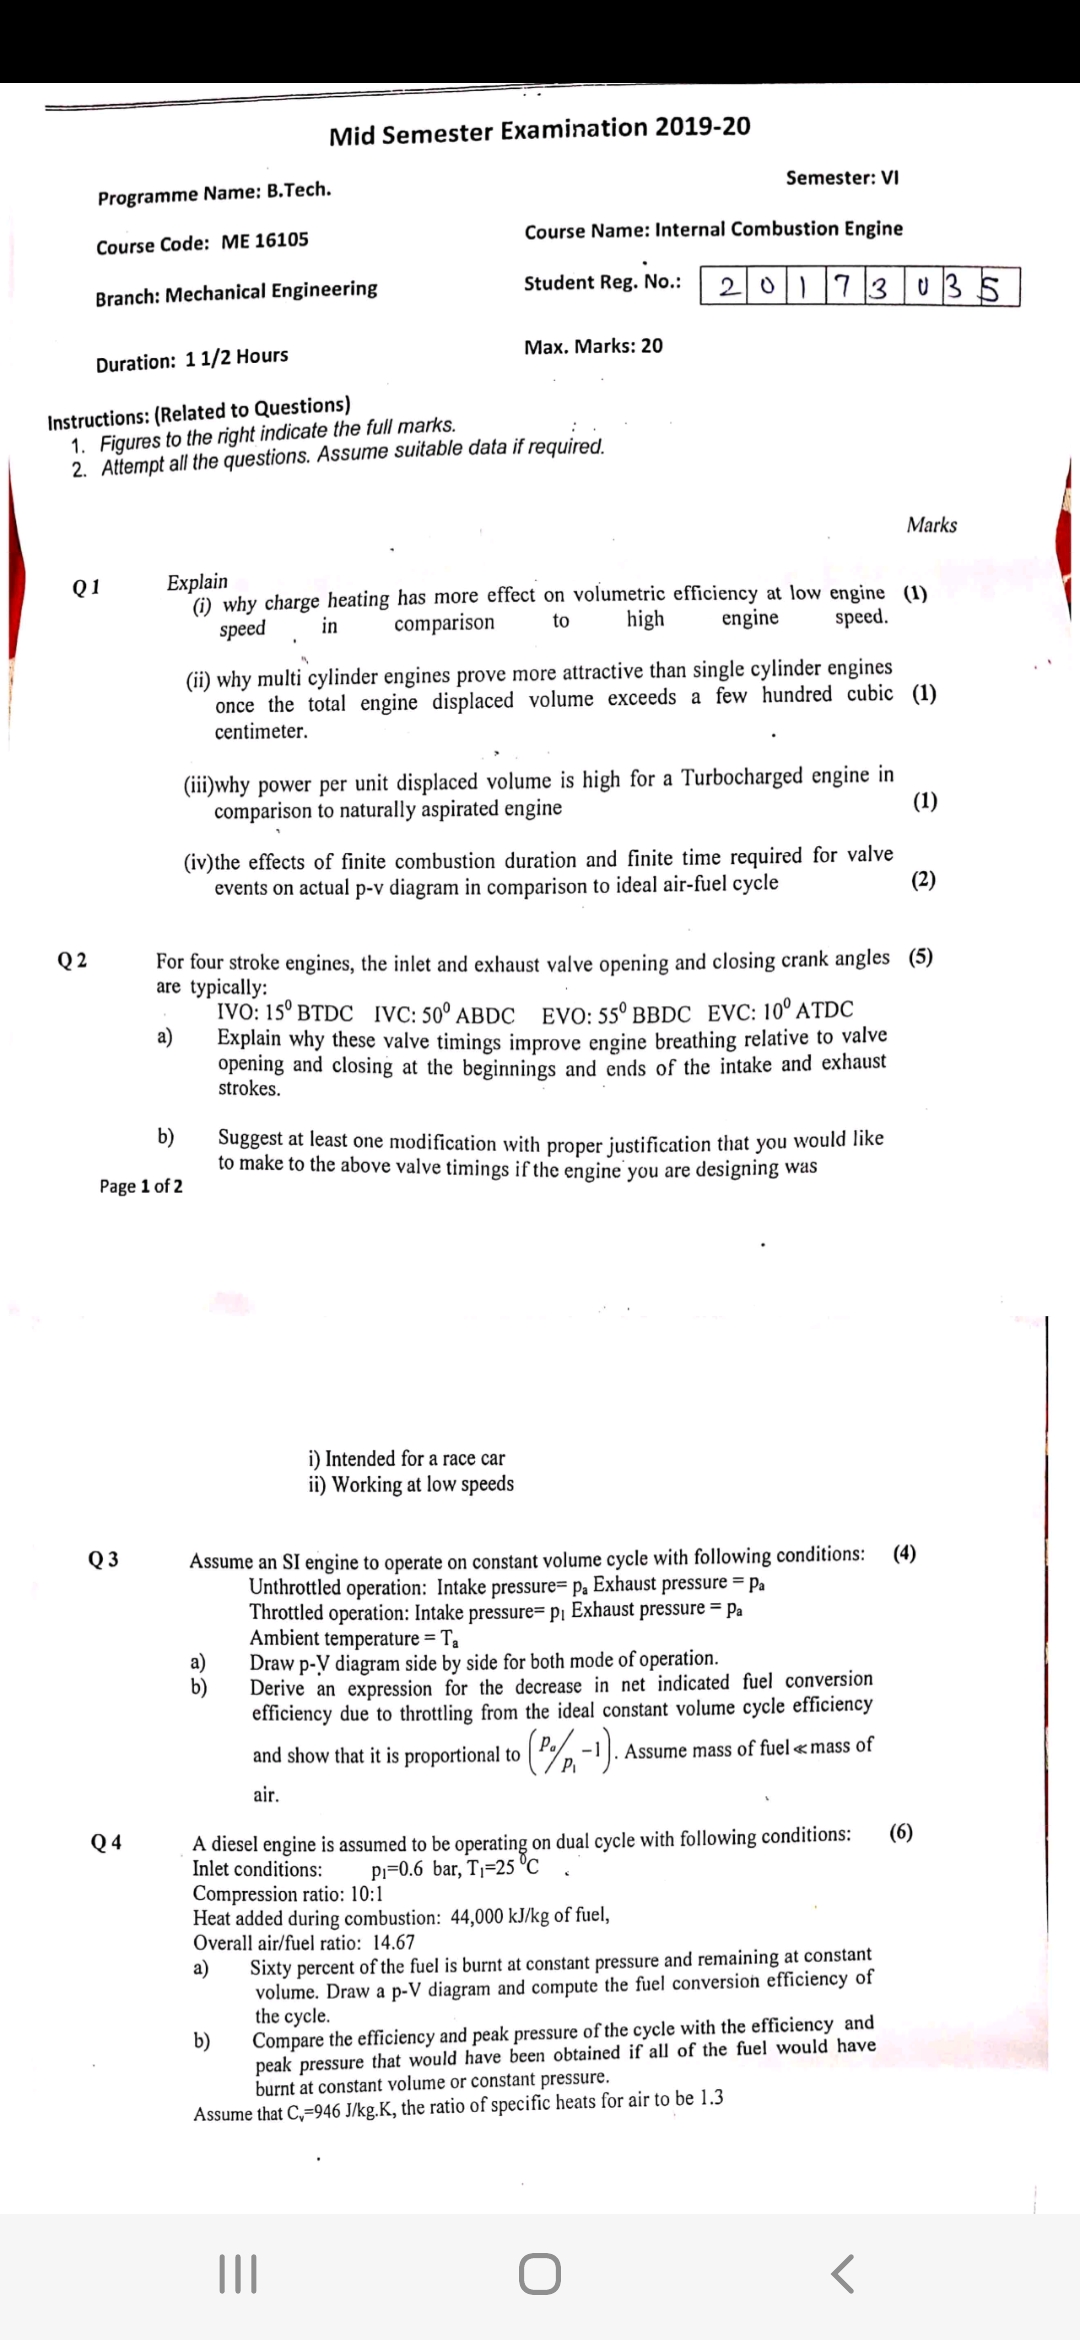 Mid Semester Examination 2019-20
Semester: VI
Programme Name: B.Tech.
Course Name: Internal Combustion Engine
Course Code: ME 16105
Student Reg. No.: 2 0 1 7 3 0 3 5
Branch: Mechanical Engineering
Max. Marks: 20
Duration: 1 1/2 Hours
Instructions: (Related to Questions)
1. Figures to the right indicate the full marks.
2. Attempt all the questions. Assume suitable data if required.
Marks
Q 1 Explain
(i) why charge heating has more effect on volumetric efficiency at low engine (1)
speed in comparison to high engine speed.
(ii) why multi cylinder engines prove more attractive than single cylinder engines
once the total engine displaced volume exceeds a few hundred cubic (1)
centimeter.
(iii)why power per unit displaced volume is high for a Turbocharged engine in
comparison to naturally aspirated engine (1)
(iv)the effects of finite combustion duration and finite time required for valve
events on actual p-v diagram in comparison to ideal air-fuel cycle (2)
Q 2 For four stroke engines, the inlet and exhaust valve opening and closing crank angles (5)
are typically:
IVO: 15⁰ BTDC IVC: 50⁰ ABDC EVO: 55⁰ BBDC EVC: 10⁰ ATDC
a) Explain why these valve timings improve engine breathing relative to valve
opening and closing at the beginnings and ends of the intake and exhaust
strokes.
b) Suggest at least one modification with proper justification that you would like
to make to the above valve timings if the engine you are designing was
Page 1 of 2
i) Intended for a race car
ii) Working at low speeds
Q 3 Assume an SI engine to operate on constant volume cycle with following conditions: (4)
Unthrottled operation: Intake pressure= pₐ Exhaust pressure = pₐ
Throttled operation: Intake pressure= p₁ Exhaust pressure = pₐ
Ambient temperature = Tₐ
a) Draw p-V diagram side by side for both mode of operation.
b) Derive an expression for the decrease in net indicated fuel conversion
efficiency due to throttling from the ideal constant volume cycle efficiency
and show that it is proportional to (pₐ/p₁ −1). Assume mass of fuel ≪ mass of
air.
Q 4 A diesel engine is assumed to be operating on dual cycle with following conditions: (6)
Inlet conditions: p₁=0.6 bar, T₁=25 ⁰C
Compression ratio: 10:1
Heat added during combustion: 44,000 kJ/kg of fuel,
Overall air/fuel ratio: 14.67
a) Sixty percent of the fuel is burnt at constant pressure and remaining at constant
volume. Draw a p-V diagram and compute the fuel conversion efficiency of
the cycle.
b) Compare the efficiency and peak pressure of the cycle with the efficiency and
peak pressure that would have been obtained if all of the fuel would have
burnt at constant volume or constant pressure.
Assume that Cᵥ=946 J/kg.K, the ratio of specific heats for air to be 1.3